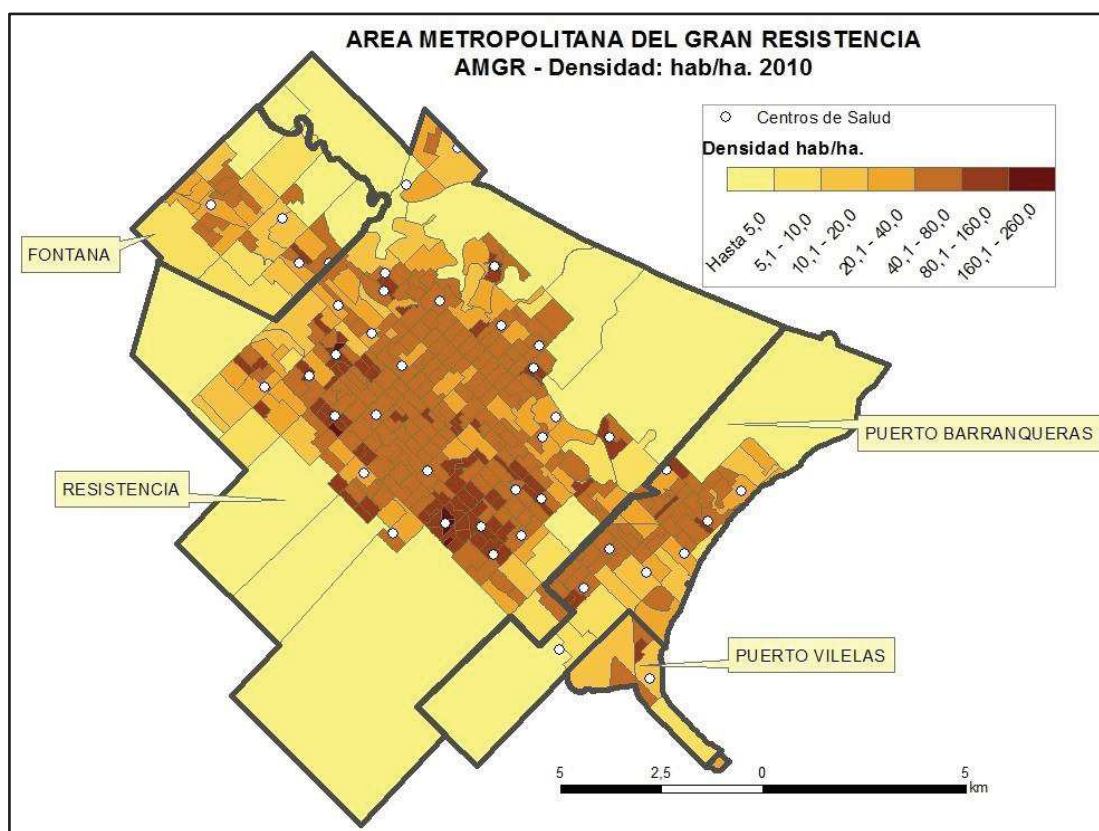 AREA METROPOLITANA DEL GRAN RESISTENCIA
AMGR - Densidad: hab/ha. 2010
Centros de Salud
Densidad hab/ha.
Hasta 5,0
5,1 - 10,0
10,1 - 20,0
20,1 - 40,0
40,1 - 80,0
80,1 - 160,0
160,1 - 260,0
FONTANA
PUERTO BARRANQUERAS
RESISTENCIA
PUERTO VILELAS
5 2,5 0 5
km